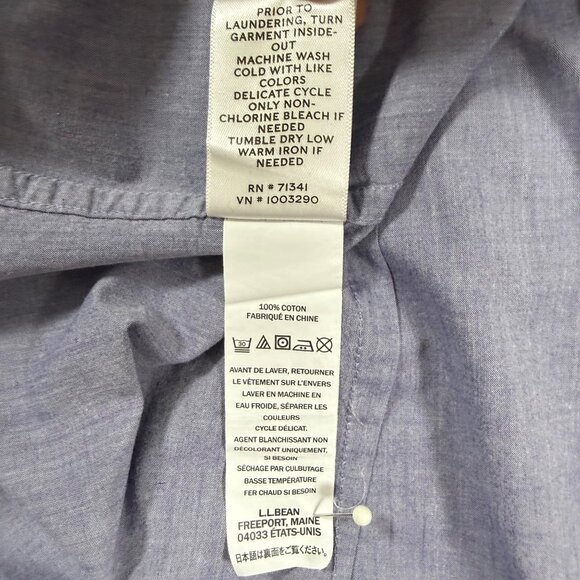 PRIOR TO
LAUNDERING, TURN
GARMENT INSIDE-
OUT
MACHINE WASH
COLD WITH LIKE
COLORS
DELICATE CYCLE
ONLY NON-
CHLORINE BLEACH IF
NEEDED
TUMBLE DRY LOW
WARM IRON IF
NEEDED
RN # 71341
VN # 1003290
100% COTON
FABRIQUÉ EN CHINE
30
AVANT DE LAVER, RETOURNER
LE VÊTEMENT SUR L'ENVERS
LAVER EN MACHINE EN
EAU FROIDE, SÉPARER LES
COULEURS
CYCLE DÉLICAT.
AGENT BLANCHISSANT NON
DÉCOLORANT UNIQUEMENT,
SI BESOIN
SÉCHAGE PAR CULBUTAGE
BASSE TEMPÉRATURE
FER CHAUD SI BESOIN
L.L.BEAN
FREEPORT, MAINE
04033 ÉTATS-UNIS
日本語は裏面をご覧ください。